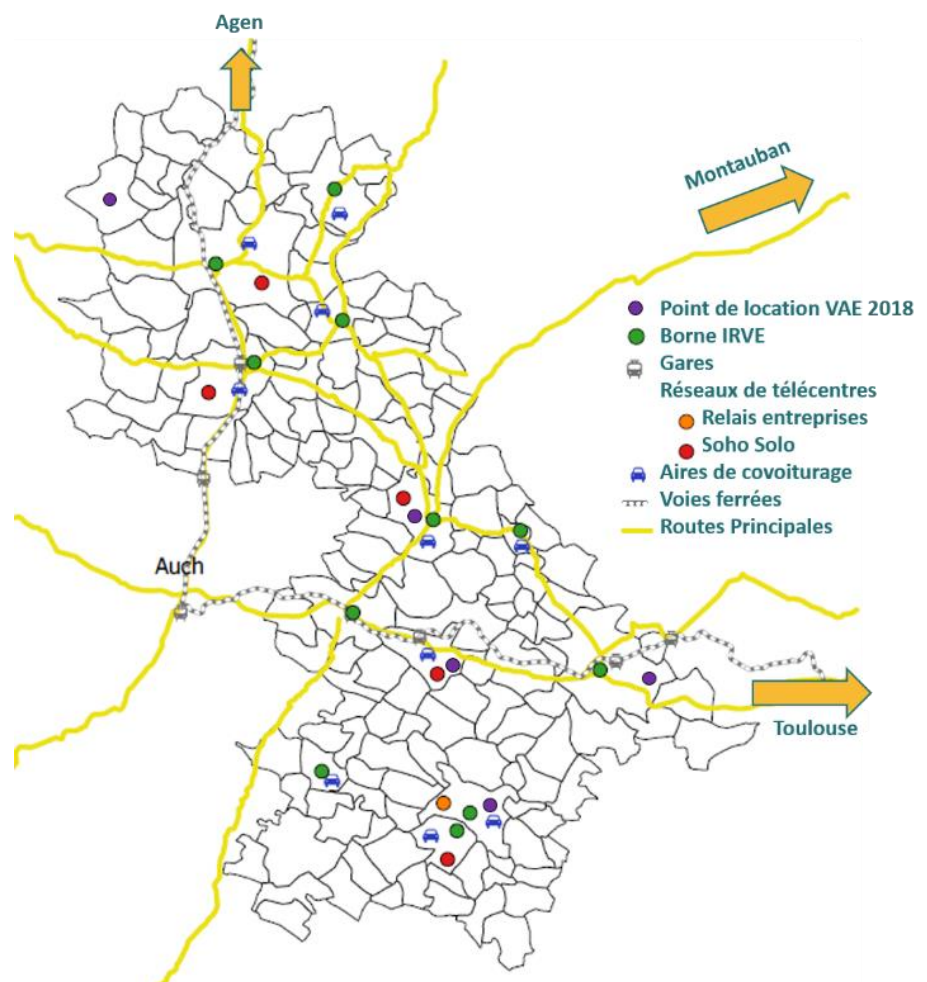 Agen
Montauban
Point de location VAE 2018
Borne IRVE
Gares
Réseaux de télécentres
Relais entreprises
Soho Solo
Aires de covoiturage
Voies ferrées
Routes Principales
Auch
Toulouse